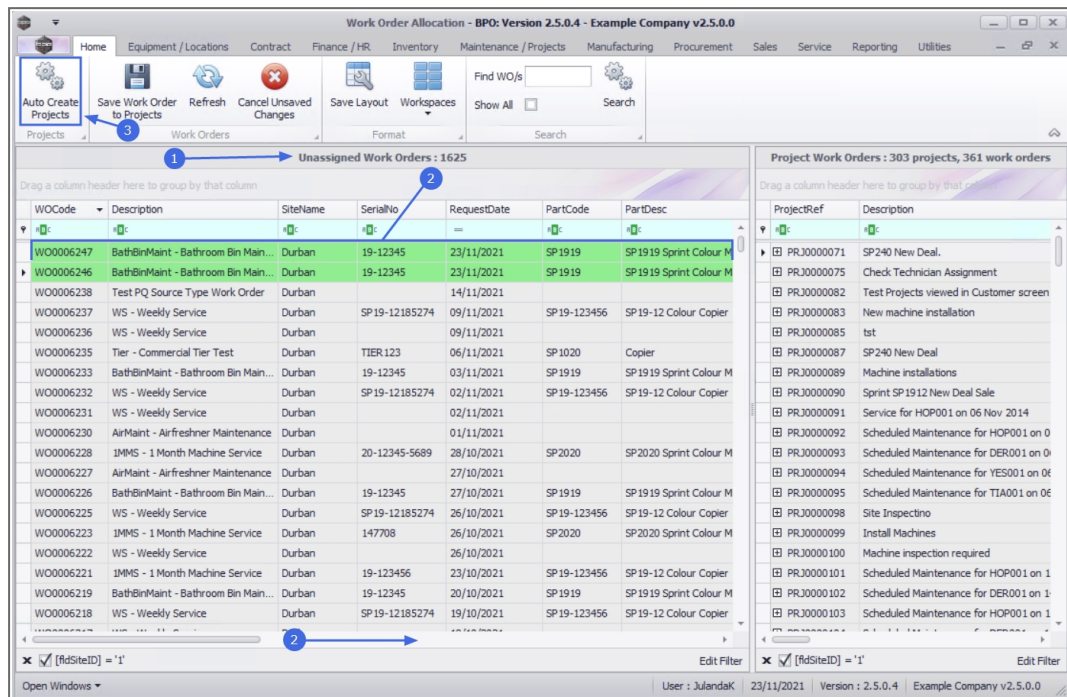 Work Order Allocation - BPO: Version 2.5.0.4 - Example Company v2.5.0.0
Home Equipment / Locations Contract Finance / HR Inventory Maintenance / Projects Manufacturing Procurement Sales Service Reporting Utilities
Auto Create Projects
Save Work Order to Projects
Refresh
Cancel Unsaved Changes
Save Layout
Workspaces
Find WO/s
Show All
Search
3
Projects Work Orders Format Search
1
Unassigned Work Orders : 1625
2
Drag a column header here to group by that column
WOCode Description SiteName SerialNo RequestDate PartCode PartDesc
WO0006247 BathBinMaint - Bathroom Bin Main... Durban 19-12345 23/11/2021 SP1919 SP1919 Sprint Colour M
WO0006246 BathBinMaint - Bathroom Bin Main... Durban 19-12345 23/11/2021 SP1919 SP1919 Sprint Colour M
WO0006238 Test PQ Source Type Work Order Durban 14/11/2021
WO0006237 WS - Weekly Service Durban SP19-12185274 09/11/2021 SP19-123456 SP19-12 Colour Copier
WO0006236 WS - Weekly Service Durban 09/11/2021
WO0006235 Tier - Commercial Tier Test Durban TIER123 06/11/2021 SP1020 Copier
WO0006233 BathBinMaint - Bathroom Bin Main... Durban 19-12345 03/11/2021 SP1919 SP1919 Sprint Colour M
WO0006232 WS - Weekly Service Durban SP19-12185274 02/11/2021 SP19-123456 SP19-12 Colour Copier
WO0006231 WS - Weekly Service Durban 02/11/2021
WO0006230 AirMaint - Airfreshner Maintenance Durban 01/11/2021
WO0006228 1MMS - 1 Month Machine Service Durban 20-12345-5689 28/10/2021 SP2020 SP2020 Sprint Colour M
WO0006227 AirMaint - Airfreshner Maintenance Durban 27/10/2021
WO0006226 BathBinMaint - Bathroom Bin Main... Durban 19-12345 27/10/2021 SP1919 SP1919 Sprint Colour M
WO0006225 WS - Weekly Service Durban SP19-12185274 26/10/2021 SP19-123456 SP19-12 Colour Copier
WO0006223 1MMS - 1 Month Machine Service Durban 147708 26/10/2021 SP2020 SP2020 Sprint Colour M
WO0006222 WS - Weekly Service Durban 26/10/2021
WO0006221 1MMS - 1 Month Machine Service Durban 19-123456 23/10/2021 SP19-123456 SP19-12 Colour Copier
WO0006219 BathBinMaint - Bathroom Bin Main... Durban 19-12345 20/10/2021 SP1919 SP1919 Sprint Colour M
WO0006218 WS - Weekly Service Durban SP19-12185274 19/10/2021 SP19-123456 SP19-12 Colour Copier
2
[fldSiteID] = '1' Edit Filter
Project Work Orders : 303 projects, 361 work orders
Drag a column header here to group by that
ProjectRef Description
PRJ0000071 SP240 New Deal.
PRJ0000075 Check Technician Assignment
PRJ0000082 Test Projects viewed in Customer screen
PRJ0000083 New machine installation
PRJ0000085 tst
PRJ0000087 SP240 New Deal
PRJ0000089 Machine installations
PRJ0000090 Sprint SP1912 New Deal Sale
PRJ0000091 Service for HOP001 on 06 Nov 2014
PRJ0000092 Scheduled Maintenance for HOP001 on 0
PRJ0000093 Scheduled Maintenance for DER001 on 0
PRJ0000094 Scheduled Maintenance for YES001 on 06
PRJ0000095 Scheduled Maintenance for TIA001 on 06
PRJ0000098 Site Inspectino
PRJ0000099 Install Machines
PRJ0000100 Machine inspection required
PRJ0000101 Scheduled Maintenance for HOP001 on 1
PRJ0000102 Scheduled Maintenance for DER001 on 1
PRJ0000103 Scheduled Maintenance for HOP001 on 1
[fldSiteID] = '1' Edit Filter
Open Windows User : JulandaK 23/11/2021 Version : 2.5.0.4 Example Company v2.5.0.0